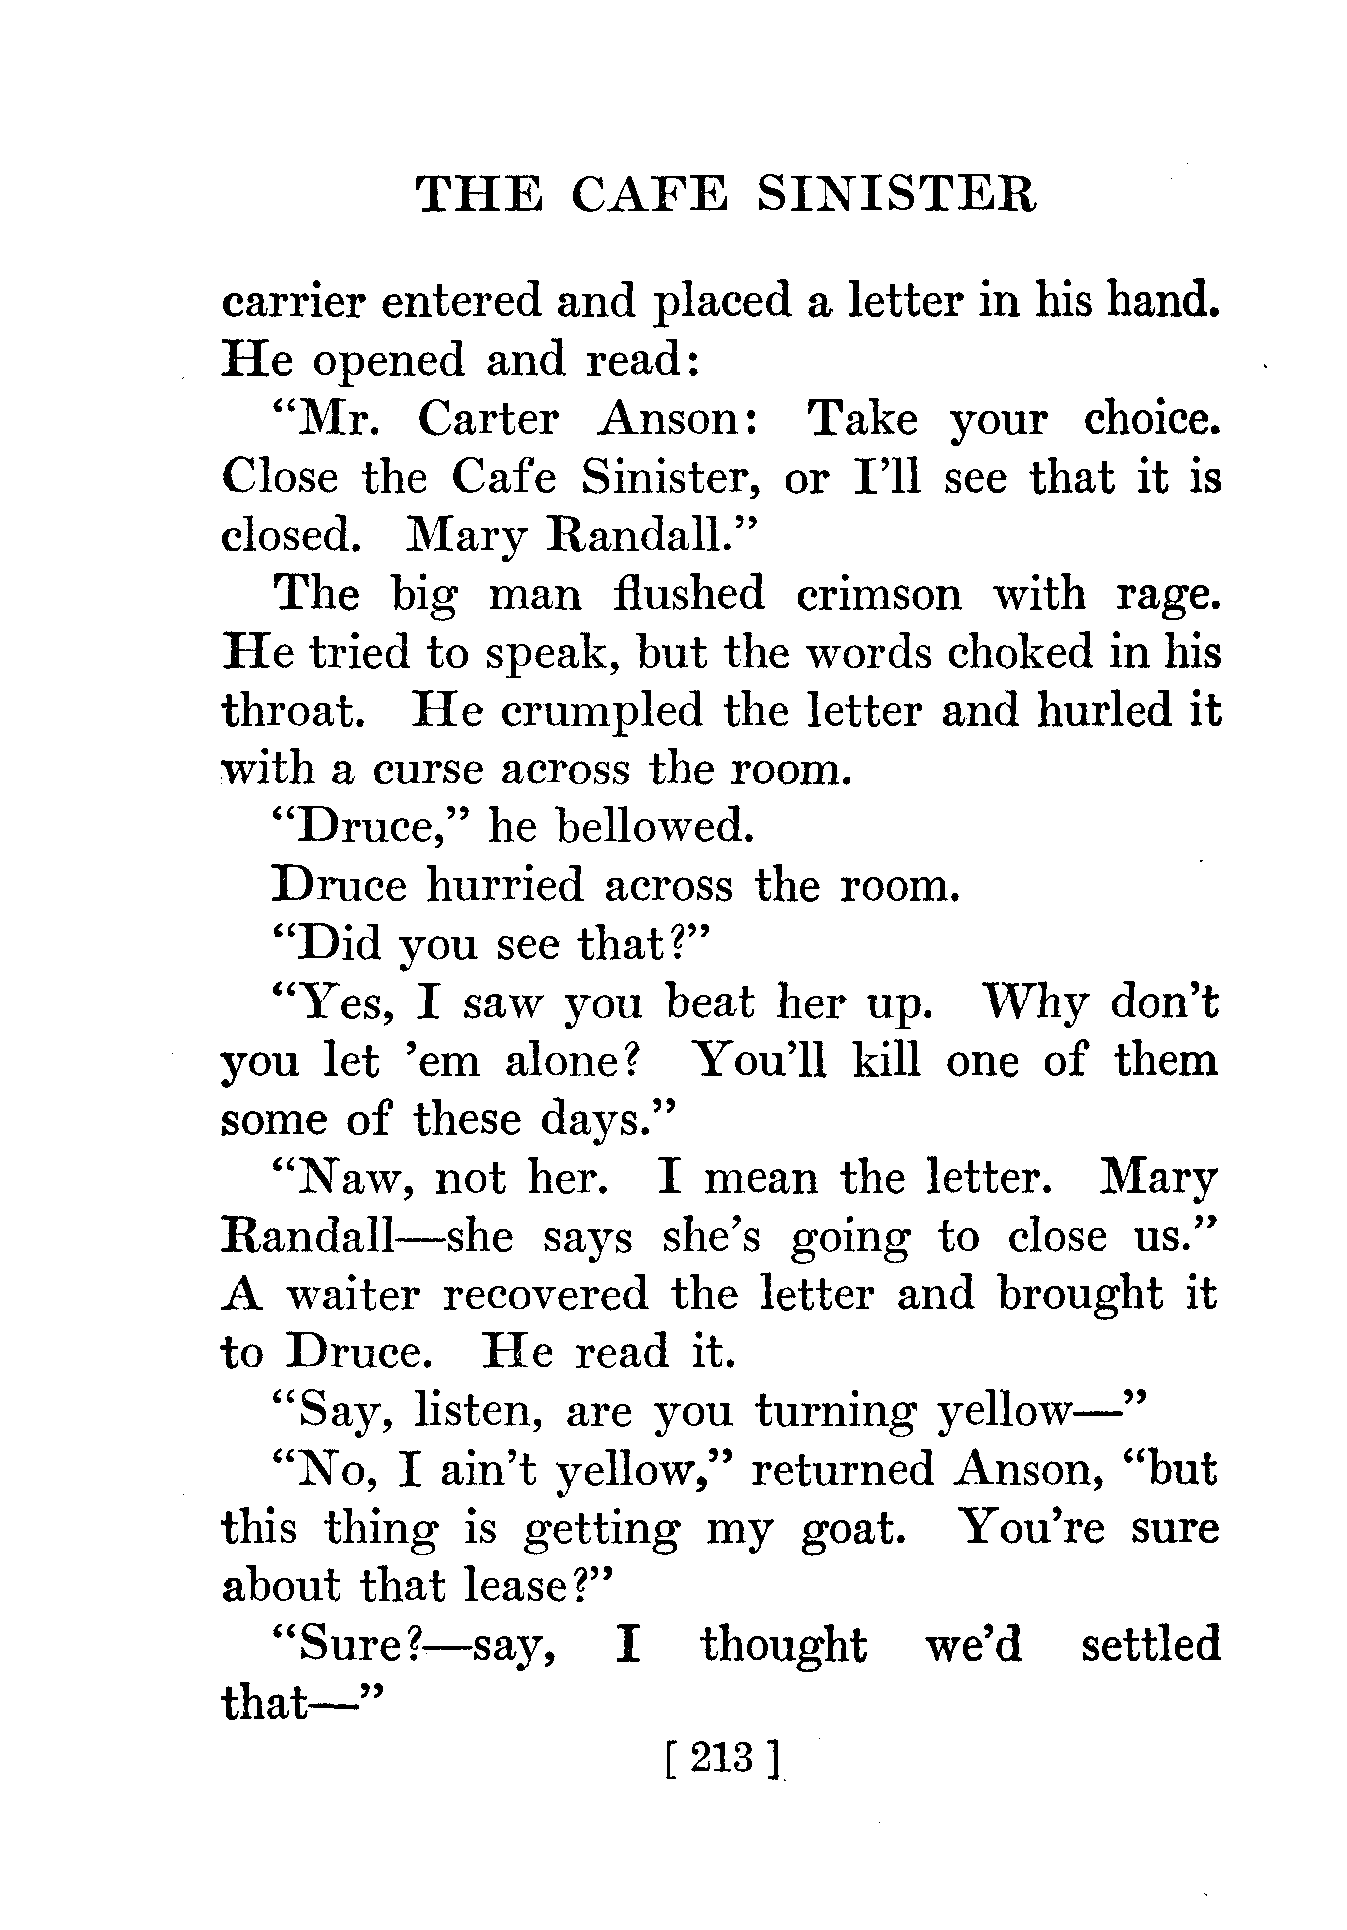 THE CAFE SINISTER
carrier entered and placed a letter in his hand.
He opened and read:
“Mr. Carter Anson: Take your choice.
Close the Cafe Sinister, or I’ll see that it is
closed. Mary Randall.”
The big man flushed crimson with rage.
He tried to speak, but the words choked in his
throat. He crumpled the letter and hurled it
with a curse across the room.
“Druce,” he bellowed.
Druce hurried across the room.
“Did you see that?”
“Yes, I saw you beat her up. Why don’t
you let ’em alone? You’ll kill one of them
some of these days.”
“Naw, not her. I mean the letter. Mary
Randall—she says she’s going to close us.”
A waiter recovered the letter and brought it
to Druce. He read it.
“Say, listen, are you turning yellow—”
“No, I ain’t yellow,” returned Anson, “but
this thing is getting my goat. You’re sure
about that lease?”
“Sure?—say, I thought we’d settled
that—”
[ 213 ]